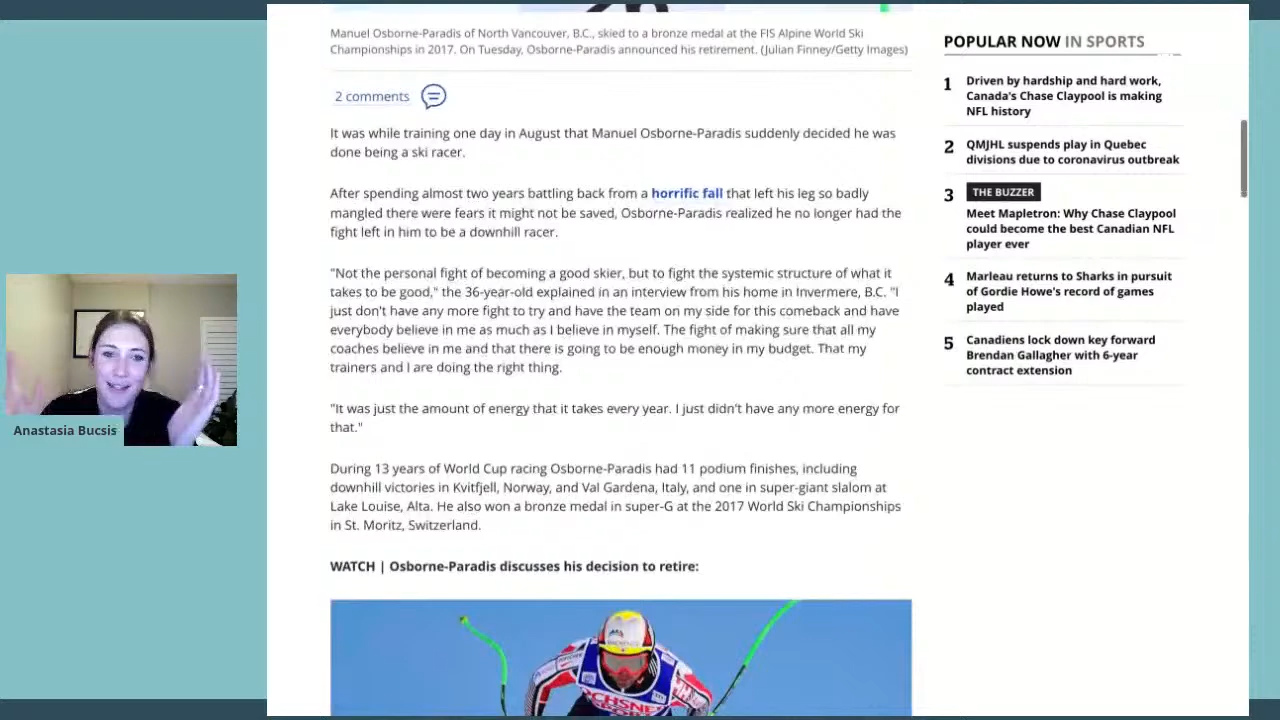 Manuel Osborne-Paradis of North Vancouver, B.C., skied to a bronze medal at the FIS Alpine World Ski
Championships in 2017. On Tuesday, Osborne-Paradis announced his retirement. (Julian Finney/Getty Images)
2 comments
It was while training one day in August that Manuel Osborne-Paradis suddenly decided he was
done being a ski racer.
After spending almost two years battling back from a horrific fall that left his leg so badly
mangled there were fears it might not be saved, Osborne-Paradis realized he no longer had the
fight left in him to be a downhill racer.
"Not the personal fight of becoming a good skier, but to fight the systemic structure of what it
takes to be good," the 36-year-old explained in an interview from his home in Invermere, B.C. "I
just don't have any more fight to try and have the team on my side for this comeback and have
everybody believe in me as much as I believe in myself. The fight of making sure that all my
coaches believe in me and that there is going to be enough money in my budget. That my
trainers and I are doing the right thing.
"It was just the amount of energy that it takes every year. I just didn't have any more energy for
that."
During 13 years of World Cup racing Osborne-Paradis had 11 podium finishes, including
downhill victories in Kvitfjell, Norway, and Val Gardena, Italy, and one in super-giant slalom at
Lake Louise, Alta. He also won a bronze medal in super-G at the 2017 World Ski Championships
in St. Moritz, Switzerland.
WATCH | Osborne-Paradis discusses his decision to retire:
POPULAR NOW IN SPORTS
1 Driven by hardship and hard work,
Canada's Chase Claypool is making
NFL history
2 QMJHL suspends play in Quebec
divisions due to coronavirus outbreak
3 THE BUZZER
Meet Mapletron: Why Chase Claypool
could become the best Canadian NFL
player ever
4 Marleau returns to Sharks in pursuit
of Gordie Howe's record of games
played
5 Canadiens lock down key forward
Brendan Gallagher with 6-year
contract extension
Anastasia Bucsis